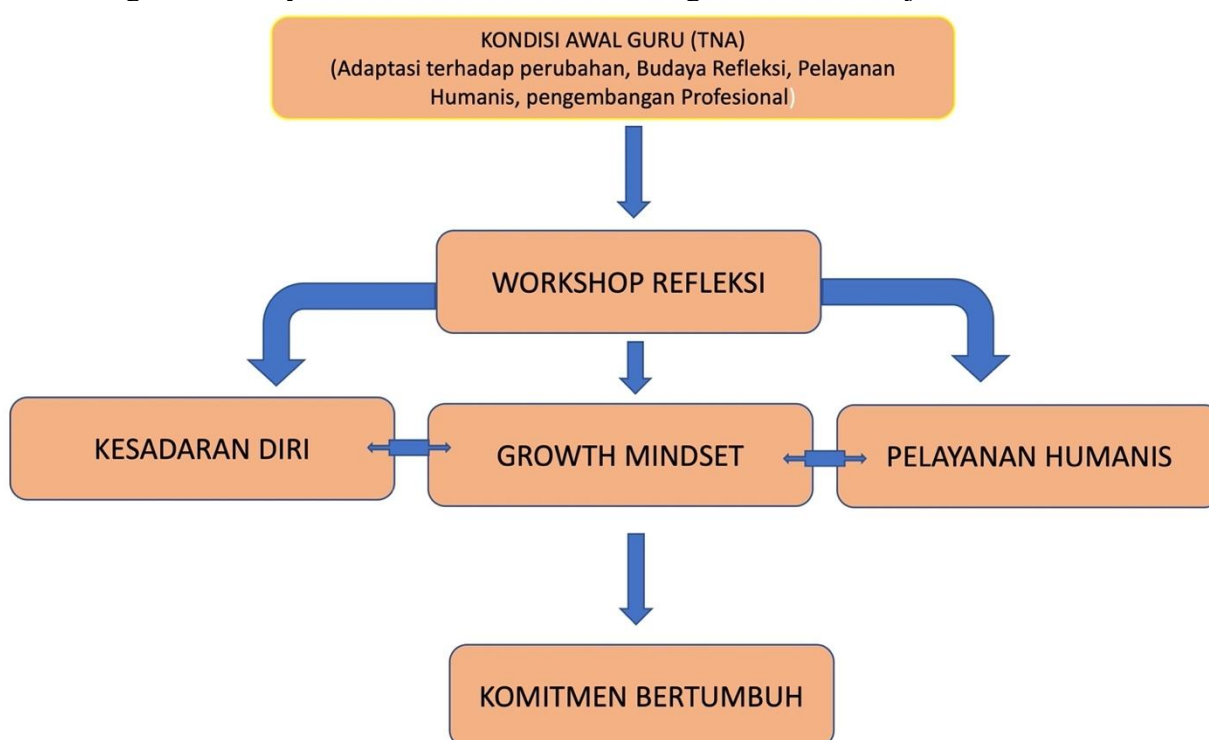 KONDISI AWAL GURU (TNA)
(Adaptasi terhadap perubahan, Budaya Refleksi, Pelayanan
Humanis, pengembangan Profesional)
WORKSHOP REFLEKSI
KESADARAN DIRI
GROWTH MINDSET
PELAYANAN HUMANIS
KOMITMEN BERTUMBUH